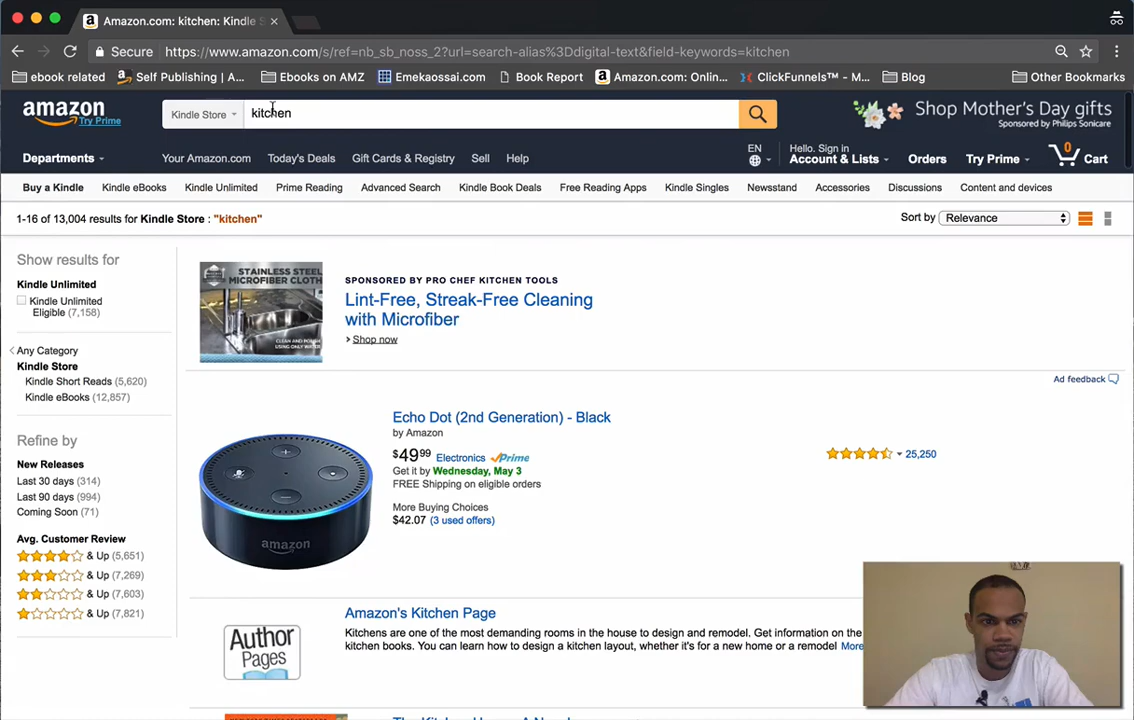 Amazon.com: kitchen: Kindle S
Secure https://www.amazon.com/s/ref=nb_sb_noss_2?url=search-alias%3Ddigital-text&field-keywords=kitchen
ebook related Self Publishing | A... Ebooks on AMZ Emekaossai.com Book Report Amazon.com: Onlin... ClickFunnels™ - M... Blog Other Bookmarks
amazon Try Prime
Kindle Store kitchen
Shop Mother's Day gifts
Sponsored by Philips Sonicare
Departments Your Amazon.com Today's Deals Gift Cards & Registry Sell Help EN Hello. Sign in Account & Lists Orders Try Prime 0 Cart
Buy a Kindle Kindle eBooks Kindle Unlimited Prime Reading Advanced Search Kindle Book Deals Free Reading Apps Kindle Singles Newsstand Accessories Discussions Content and devices
1-16 of 13,004 results for Kindle Store : "kitchen" Sort by Relevance
Show results for
Kindle Unlimited
Kindle Unlimited
Eligible (7,158)
Any Category
Kindle Store
Kindle Short Reads (5,620)
Kindle eBooks (12,857)
Refine by
New Releases
Last 30 days (314)
Last 90 days (994)
Coming Soon (71)
Avg. Customer Review
& Up (5,651)
& Up (7,269)
& Up (7,603)
& Up (7,821)
STAINLESS STEEL
MICROFIBER CLOTH
SPONSORED BY PRO CHEF KITCHEN TOOLS
Lint-Free, Streak-Free Cleaning
with Microfiber
Shop now
Ad feedback
amazon
Echo Dot (2nd Generation) - Black
by Amazon
$49 99 Electronics Prime
Get it by Wednesday, May 3
FREE Shipping on eligible orders
More Buying Choices
$42.07 (3 used offers)
25,250
Author
Pages
Amazon's Kitchen Page
Kitchens are one of the most demanding rooms in the house to design and remodel. Get information on the
kitchen books. You can learn how to design a kitchen layout, whether it's for a new home or a remodel More